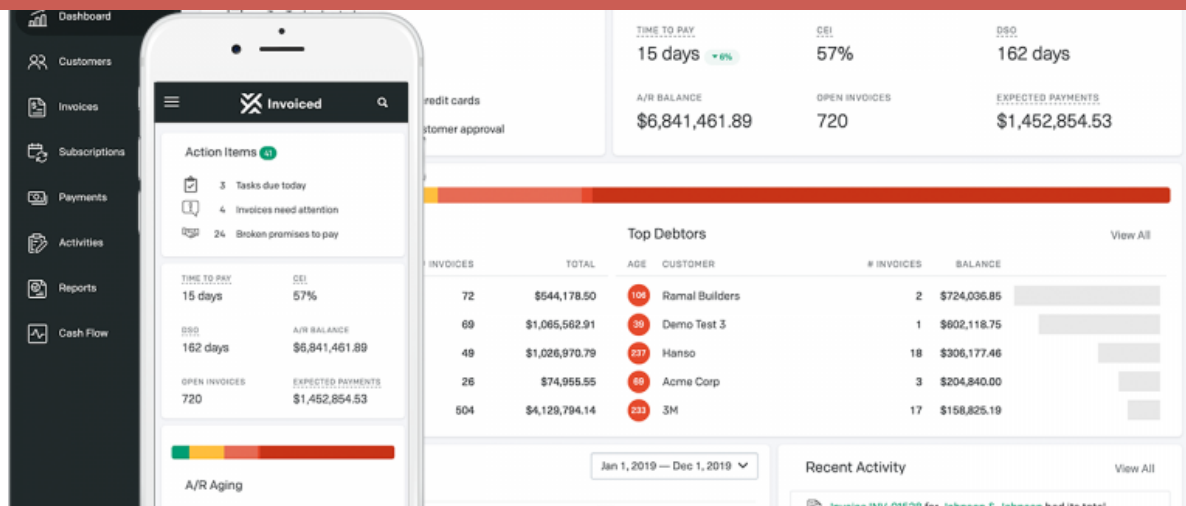 Dashboard
Customers
Invoices
Subscriptions
Payments
Activities
Reports
Cash Flow
Invoiced
Action Items 41
3 Tasks due today
4 Invoices need attention
24 Broken promises to pay
TIME TO PAY CEI
15 days 57%
DSO A/R BALANCE
162 days $6,841,461.89
OPEN INVOICES EXPECTED PAYMENTS
720 $1,452,854.53
A/R Aging
redit cards
stomer approval
TIME TO PAY CEI DSO
15 days 6% 57% 162 days
A/R BALANCE OPEN INVOICES EXPECTED PAYMENTS
$6,841,461.89 720 $1,452,854.53
INVOICES TOTAL
72 $544,178.50
69 $1,065,562.91
49 $1,026,970.79
26 $74,955.55
504 $4,129,794.14
Top Debtors View All
AGE CUSTOMER # INVOICES BALANCE
106 Ramal Builders 2 $724,036.85
39 Demo Test 3 1 $602,118.75
237 Hanso 18 $306,177.46
69 Acme Corp 3 $204,840.00
233 3M 17 $158,825.19
Jan 1, 2019 — Dec 1, 2019
Recent Activity View All
Invoice for Johnson & Johnson had its total